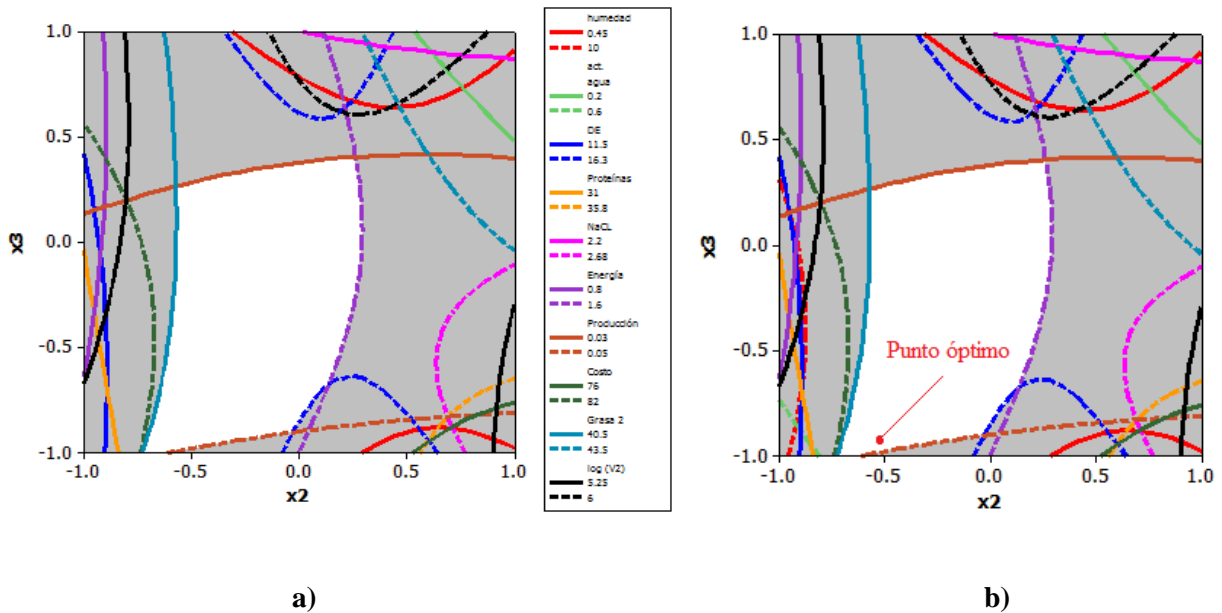 1.0
0.5
0.0
-0.5
-1.0
x3
-1.0 -0.5 0.0 0.5 1.0
x2
humedad
0.45
10
act.
agua
0.2
0.6
DE
11.5
16.3
Proteínas
31
35.8
NaCL
2.2
2.68
Energía
0.8
1.6
Producción
0.03
0.05
Costo
76
82
Grasa 2
40.5
43.5
log (V2)
5.25
6
1.0
0.5
0.0
-0.5
-1.0
x3
Punto óptimo
-1.0 -0.5 0.0 0.5 1.0
x2
a)
b)